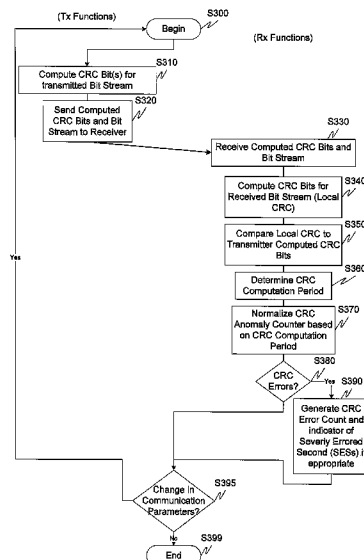 (Tx Functions)
Begin
S300
(Rx Functions)
S310
Compute CRC Bit(s) for
transmitted Bit Stream
S320
Send Computed
CRC Bits and Bit
Stream to Receiver
S330
Receive Computed CRC Bits and
Bit Stream
S340
Compute CRC Bits for
Received Bit Stream (Local
CRC)
S350
Compare Local CRC to
Transmitter Computed CRC
Bits
S360
Determine CRC
Computation Period
S370
Normalize CRC
Anomaly Counter based
on CRC Computation
Period
S380
CRC
Errors?
Yes
S390
Generate CRC
Error Count and
indicator of
Severly Errored
Second (SESs) if
appropriate
Yes
S395
Change in
Communication
Parameters?
No
S399
End